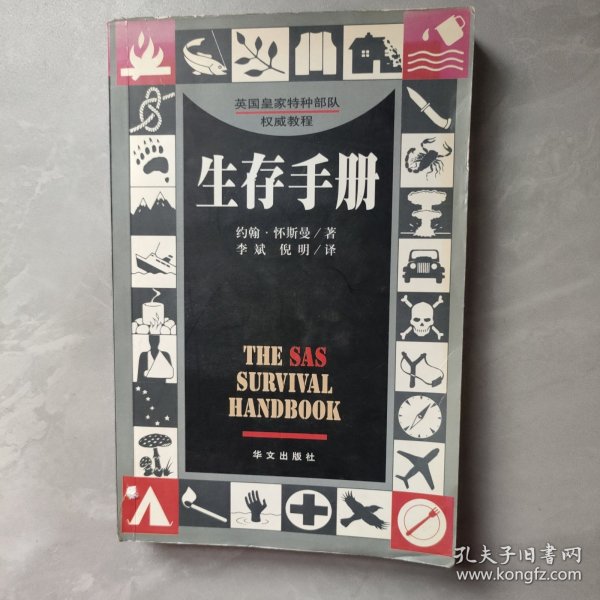 英国皇家特种部队
权威教程
生存手册
约翰·怀斯曼/著
李斌 倪明/译
THE SAS
SURVIVAL
HANDBOOK
华文出版社
孔夫子旧书网
www.kongfz.com